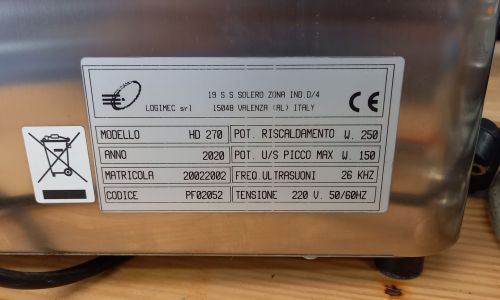 19 S.S.SOLERO ZONA IND.D/4
LOGIMEC srl 15048 VALENZA (AL) ITALY
CE
MODELLO HD 270 POT. RISCALDAMENTO W. 250
ANNO 2020 POT. U/S PICCO MAX W. 150
MATRICOLA 20022002 FREQ.ULTRASUONI 26 KHZ
CODICE PF02052 TENSIONE 220 V. 50/60HZ